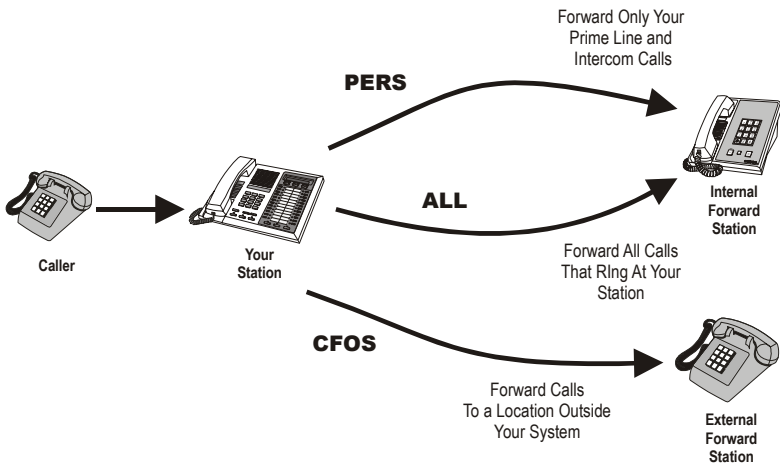 Forward Only Your
Prime Line and
Intercom Calls
PERS
ALL
Internal
Forward
Station
Caller
Your
Station
Forward All Calls
That RIng At Your
Station
CFOS
Forward Calls
To a Location Outside
Your System
External
Forward
Station